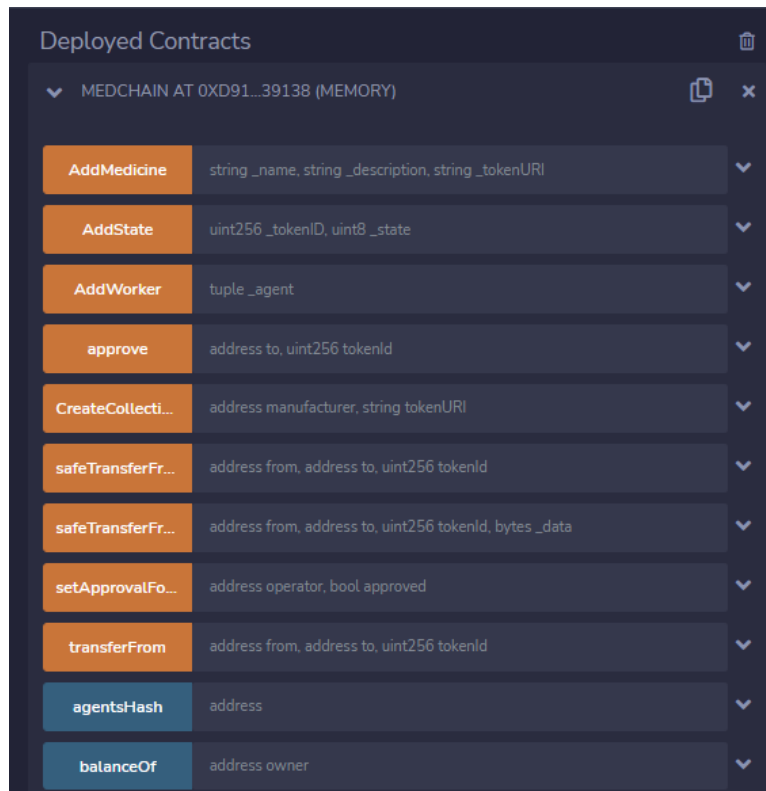 Deployed Contracts
MEDCHAIN AT 0XD91...39138 (MEMORY)
AddMedicine string _name, string _description, string _tokenURI
AddState uint256 _tokenID, uint8 _state
AddWorker tuple _agent
approve address to, uint256 tokenId
CreateCollecti... address manufacturer, string tokenURI
safeTransferFr... address from, address to, uint256 tokenId
safeTransferFr... address from, address to, uint256 tokenId, bytes _data
setApprovalFo... address operator, bool approved
transferFrom address from, address to, uint256 tokenId
agentsHash address
balanceOf address owner